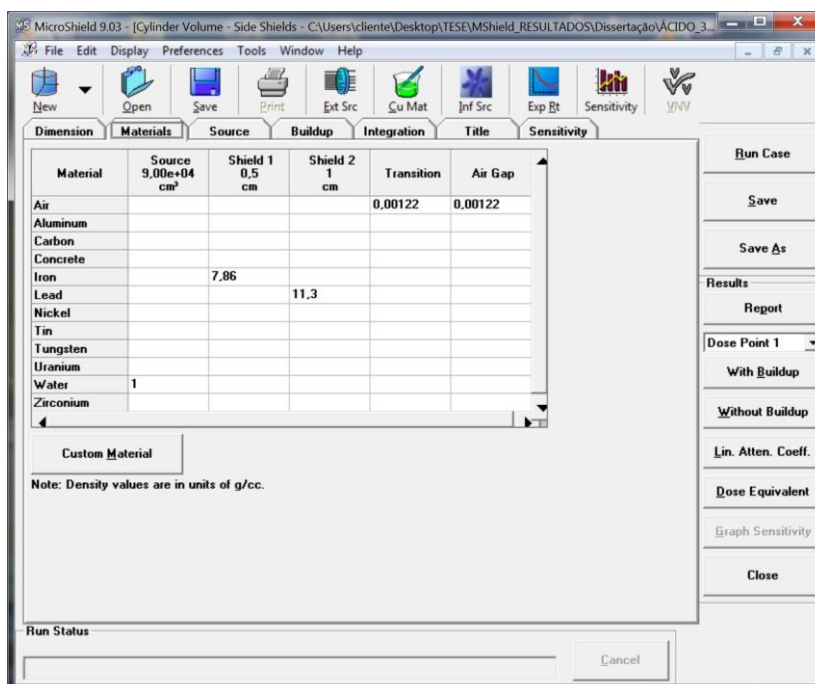 MicroShield 9.03 - [Cylinder Volume - Side Shields - C:\Users\cliente\Desktop\TESE\MShield_RESULTADOS\Dissertação\ÁCIDO_3...
File Edit Display Preferences Tools Window Help
New Open Save Print Ext Src Cu Mat Inf Src Exp Rt Sensitivity VNV
Dimension Materials Source Buildup Integration Title Sensitivity
Material Source 9,00e+04 cm³ Shield 1 0,5 cm Shield 2 1 cm Transition Air Gap
Air 0,00122 0,00122
Aluminum
Carbon
Concrete
Iron 7,86
Lead 11,3
Nickel
Tin
Tungsten
Uranium
Water 1
Zirconium
Custom Material
Note: Density values are in units of g/cc.
Run Case
Save
Save As
Results
Report
Dose Point 1
With Buildup
Without Buildup
Lin. Atten. Coeff.
Dose Equivalent
Graph Sensitivity
Close
Run Status
Cancel